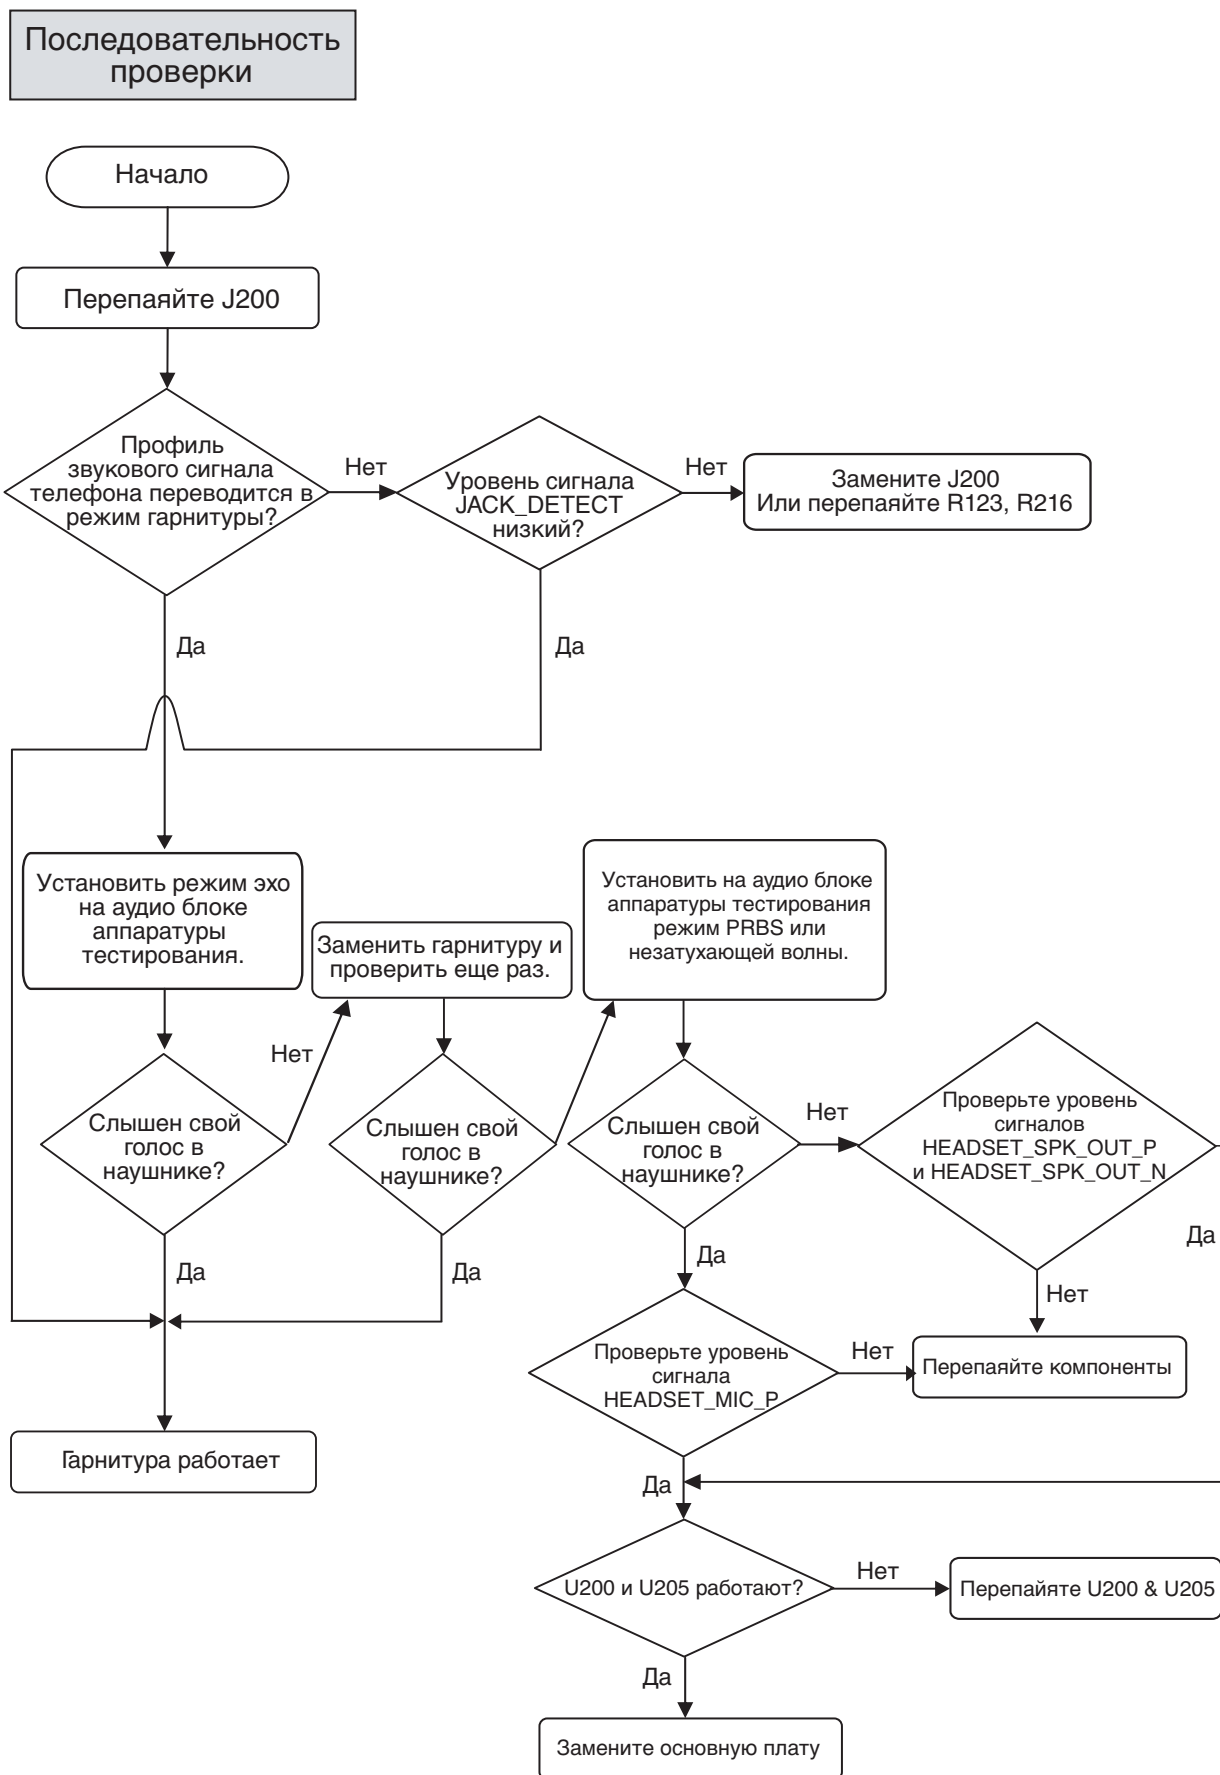 Последовательность
проверки
Начало
Перепаяйте J200
Профиль
звукового сигнала
телефона переводится в
режим гарнитуры?
Нет
Уровень сигнала
JACK_DETECT
низкий?
Нет
Замените J200
Или перепаяйте R123, R216
Да
Да
Установить режим эхо
на аудио блоке
аппаратуры
тестирования.
Заменить гарнитуру и
проверить еще раз.
Установить на аудио блоке
аппаратуры тестирования
режим PRBS или
незатухающей волны.
Нет
Слышен свой
голос в
наушнике?
Слышен свой
голос в
наушнике?
Слышен свой
голос в
наушнике?
Нет
Проверьте уровень
сигналов
HEADSET_SPK_OUT_P
и HEADSET_SPK_OUT_N
Да
Да
Да
Да
Нет
Проверьте уровень
сигнала
HEADSET_MIC_P
Нет
Перепаяйте компоненты
Гарнитура работает
Да
U200 и U205 работают?
Нет
Перепайяте U200 & U205
Да
Замените основную плату